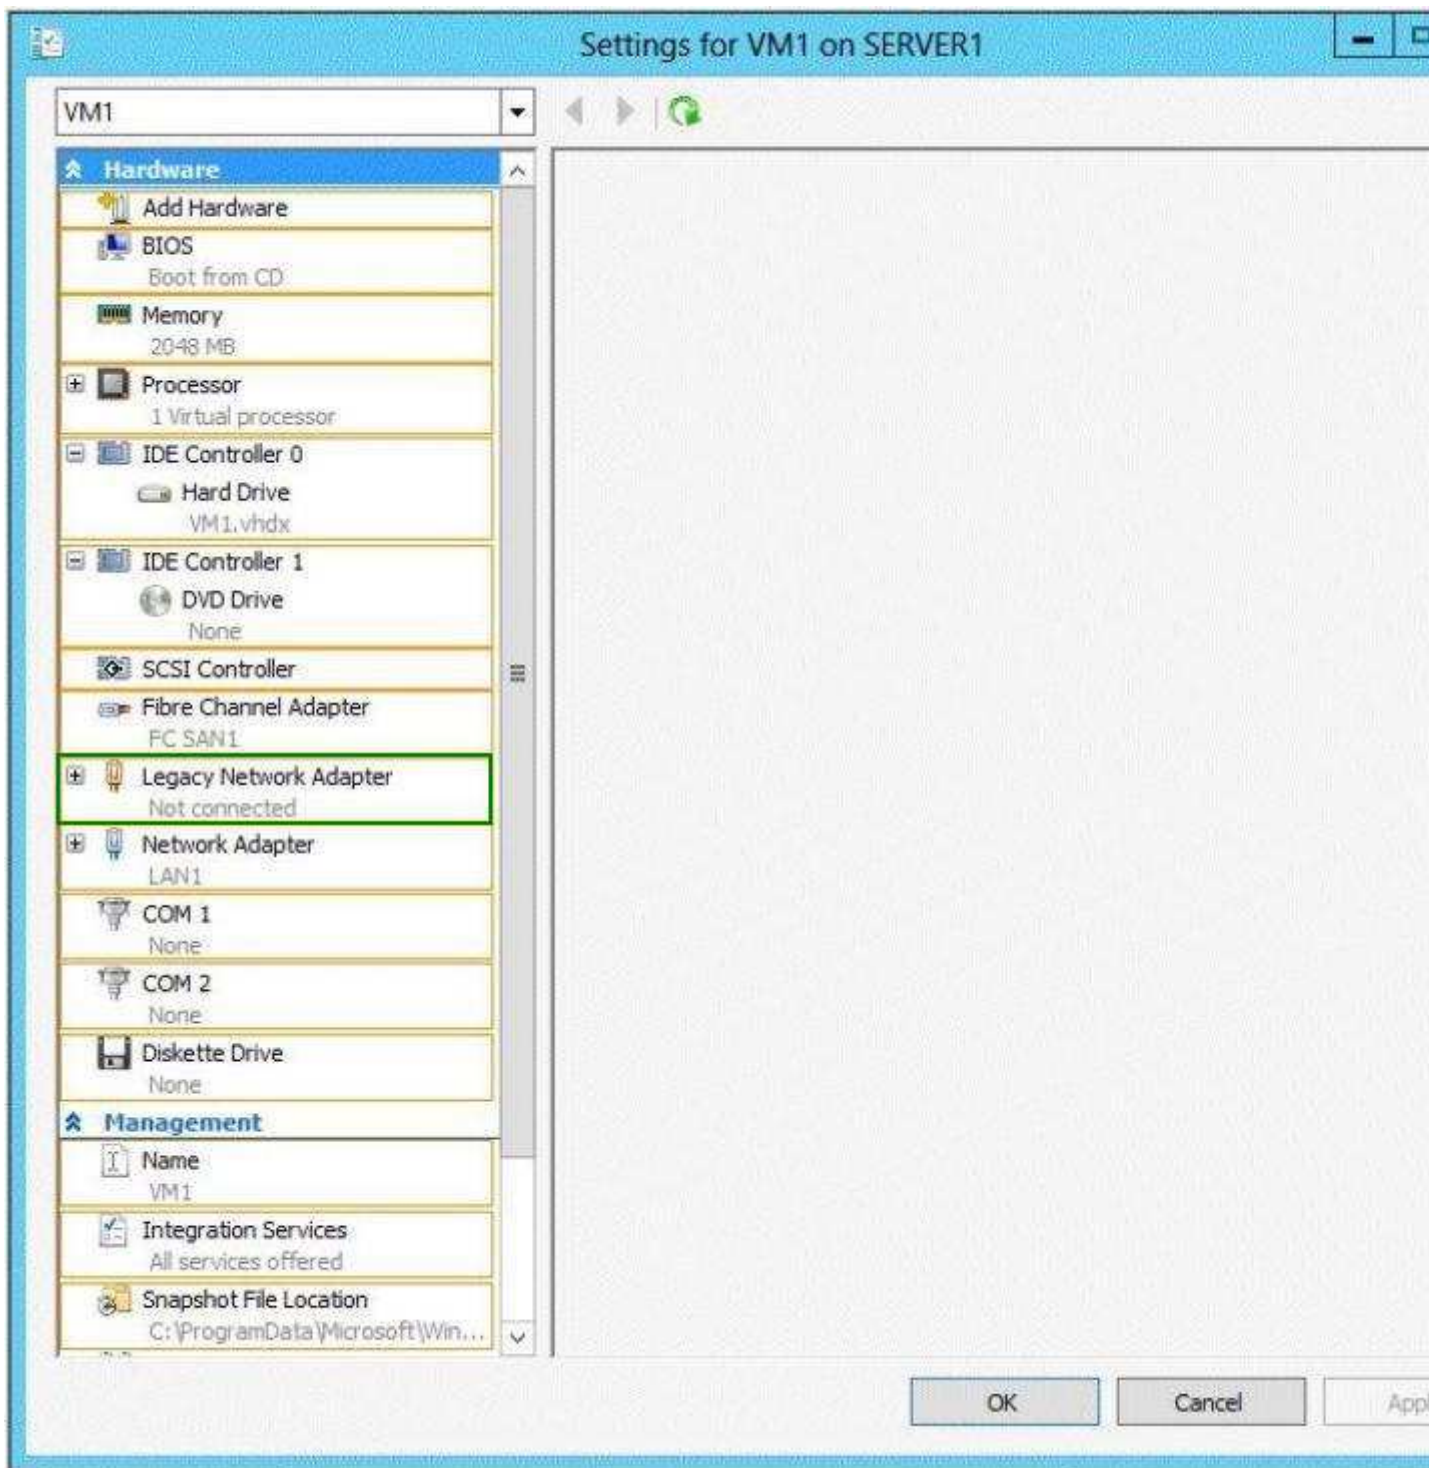 Settings for VM1 on SERVER1
VM1
Hardware
Add Hardware
BIOS
Boot from CD
Memory
2048 MB
Processor
1 Virtual processor
IDE Controller 0
Hard Drive
VM1.vhdx
IDE Controller 1
DVD Drive
None
SCSI Controller
Fibre Channel Adapter
FC SAN1
Legacy Network Adapter
Not connected
Network Adapter
LAN1
COM 1
None
COM 2
None
Diskette Drive
None
Management
Name
VM1
Integration Services
All services offered
Snapshot File Location
C:\ProgramData\Microsoft\Win...
OK Cancel Appl